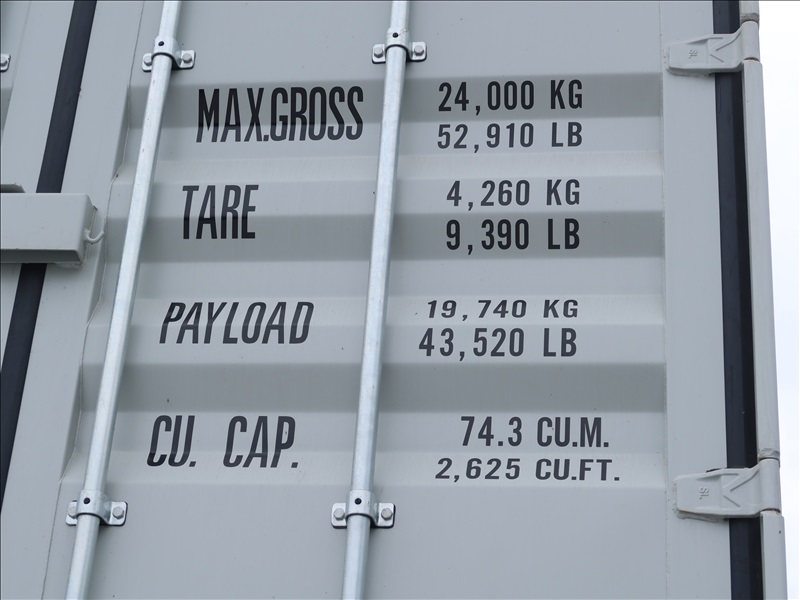 MAX.GROSS 24,000 KG
52,910 LB
TARE 4,260 KG
9,390 LB
PAYLOAD 19,740 KG
43,520 LB
CU. CAP. 74.3 CU.M.
2,625 CU.FT.